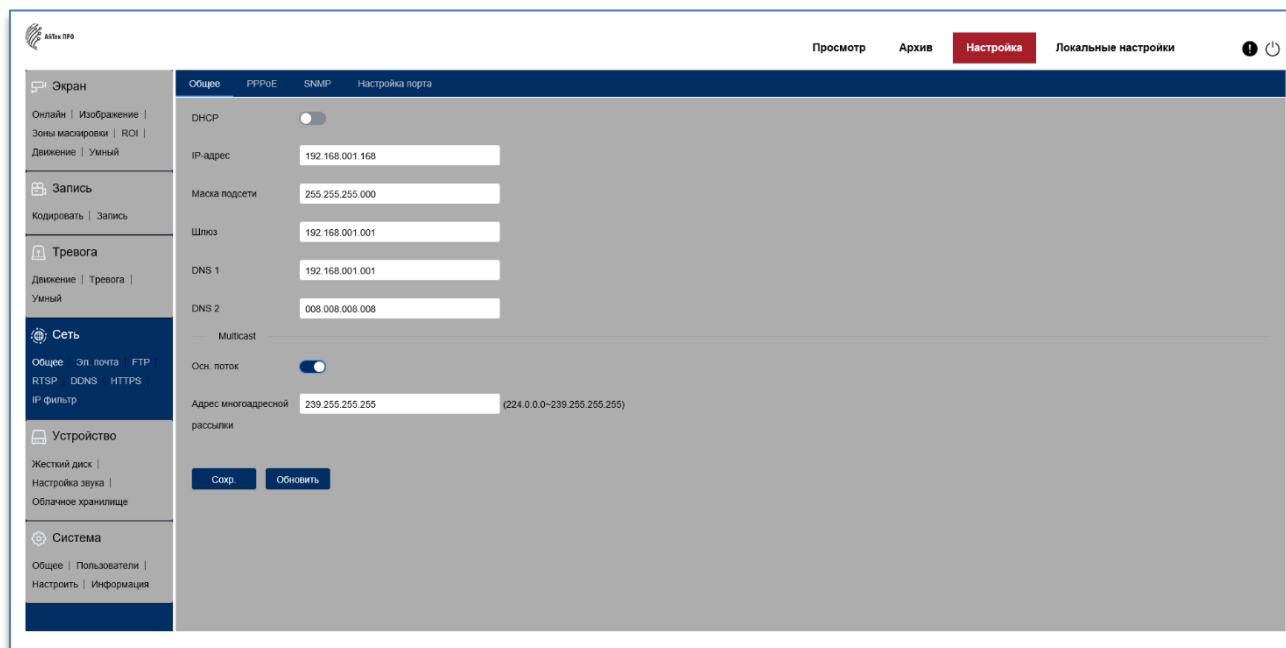 АйТек ПРО
Просмотр Архив Настройка Локальные настройки
Экран
Онлайн | Изображение |
Зоны маскировки | ROI |
Движение | Умный
Запись
Кодировать | Запись
Тревога
Движение | Тревога |
Умный
Сеть
Общее | Эл. почта | FTP |
RTSP | DDNS | HTTPS |
IP фильтр
Устройство
Жесткий диск |
Настройка звука |
Облачное хранилище
Система
Общее | Пользователи |
Настроить | Информация
Общее PPPoE SNMP Настройка порта
DHCP
IP-адрес 192.168.001.168
Маска подсети 255.255.255.000
Шлюз 192.168.001.001
DNS 1 192.168.001.001
DNS 2 008.008.008.008
Multicast
Осн. поток
Адрес многоадресной 239.255.255.255 (224.0.0.0~239.255.255.255)
рассылки
Сохр. Обновить